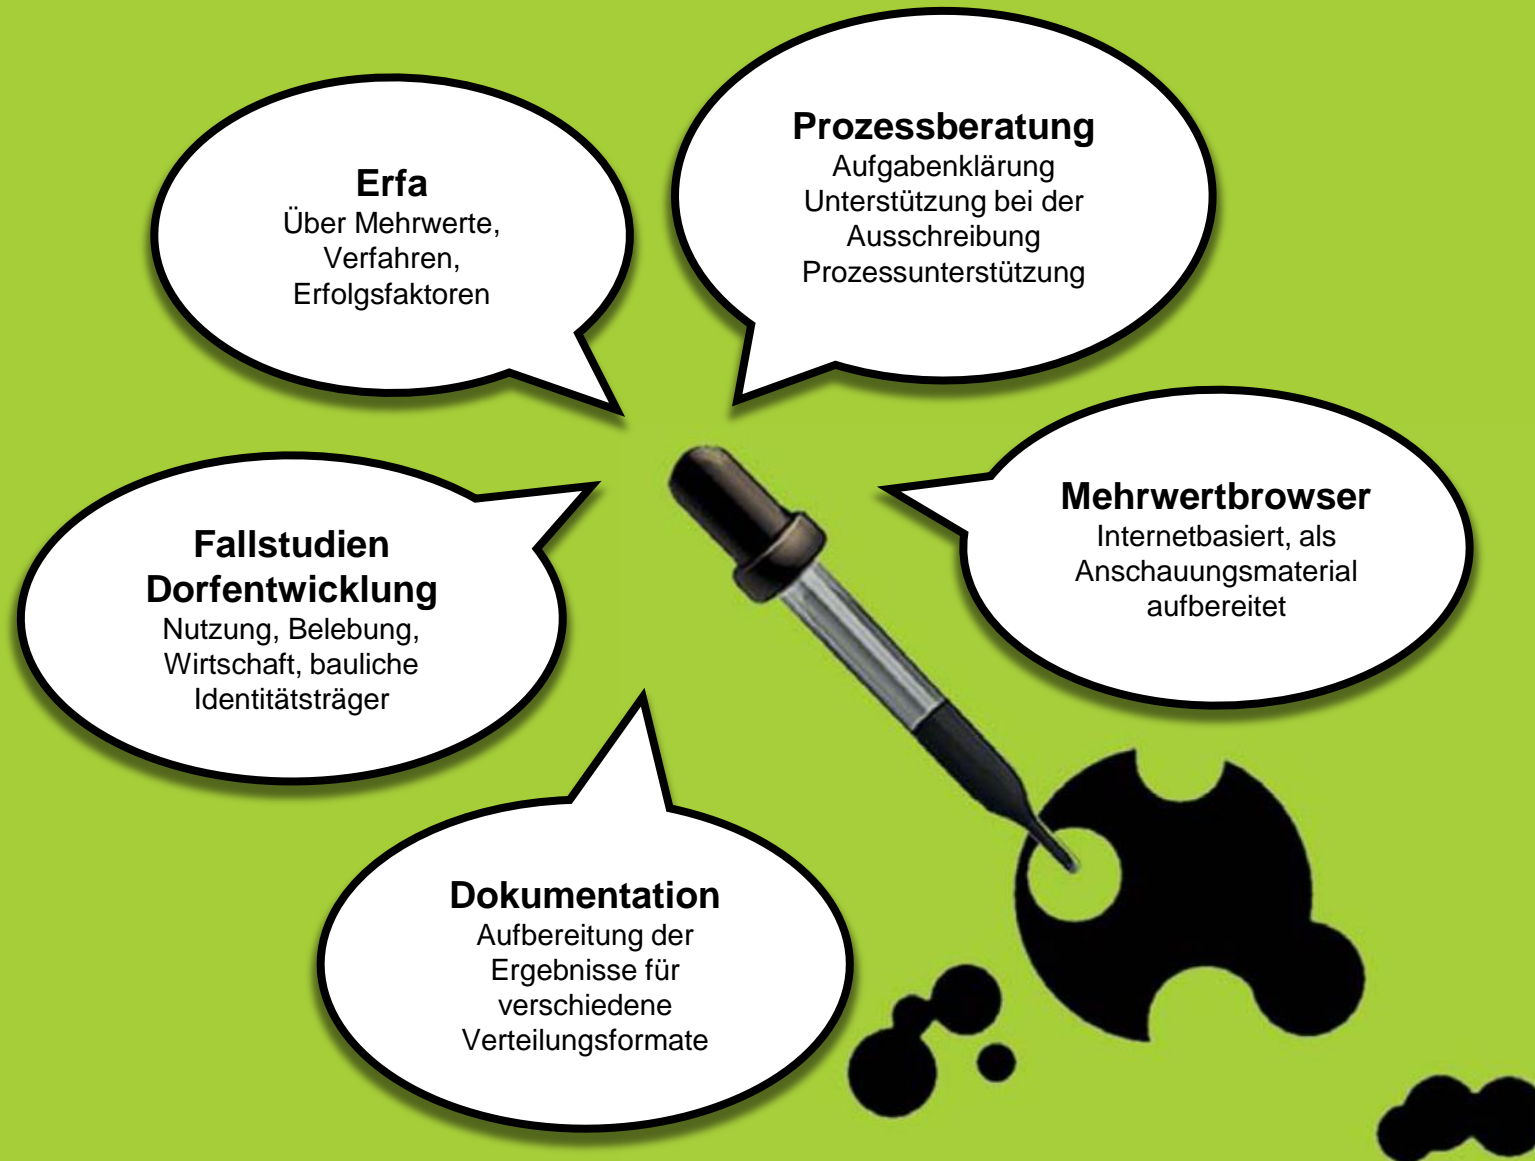 Erfa
Über Mehrwerte,
Verfahren,
Erfolgsfaktoren
Prozessberatung
Aufgabenklärung
Unterstützung bei der
Ausschreibung
Prozessunterstützung
Fallstudien
Dorfentwicklung
Nutzung, Belebung,
Wirtschaft, bauliche
Identitätsträger
Mehrwertbrowser
Internetbasiert, als
Anschauungsmaterial
aufbereitet
Dokumentation
Aufbereitung der
Ergebnisse für
verschiedene
Verteilungsformate